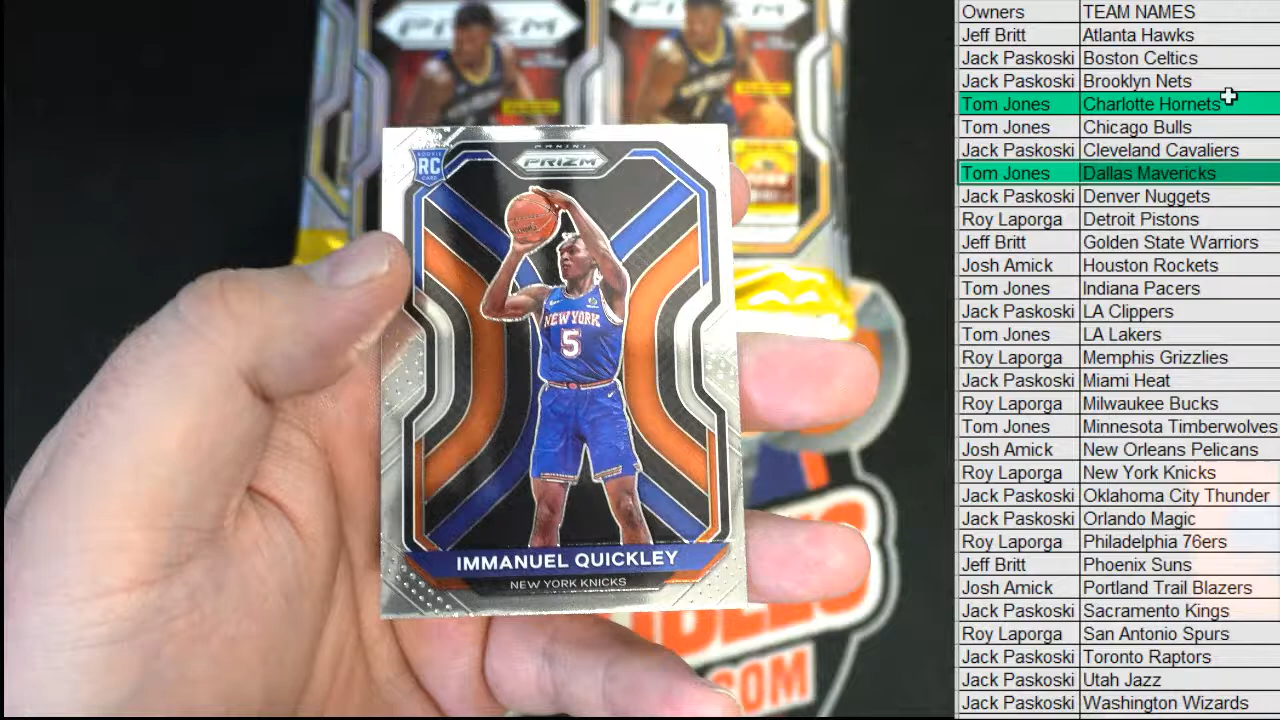 PRIZM
PRIZM
ROOKIE
RC
CARD
PANINI
PRIZM
NEW YORK
5
IMMANUEL QUICKLEY
NEW YORK KNICKS
.COM
Owners TEAM NAMES
Jeff Britt Atlanta Hawks
Jack Paskoski Boston Celtics
Jack Paskoski Brooklyn Nets
Tom Jones Charlotte Hornets
Tom Jones Chicago Bulls
Jack Paskoski Cleveland Cavaliers
Tom Jones Dallas Mavericks
Jack Paskoski Denver Nuggets
Roy Laporga Detroit Pistons
Jeff Britt Golden State Warriors
Josh Amick Houston Rockets
Tom Jones Indiana Pacers
Jack Paskoski LA Clippers
Tom Jones LA Lakers
Roy Laporga Memphis Grizzlies
Jack Paskoski Miami Heat
Roy Laporga Milwaukee Bucks
Tom Jones Minnesota Timberwolves
Josh Amick New Orleans Pelicans
Roy Laporga New York Knicks
Jack Paskoski Oklahoma City Thunder
Jack Paskoski Orlando Magic
Roy Laporga Philadelphia 76ers
Jeff Britt Phoenix Suns
Josh Amick Portland Trail Blazers
Jack Paskoski Sacramento Kings
Roy Laporga San Antonio Spurs
Jack Paskoski Toronto Raptors
Jack Paskoski Utah Jazz
Jack Paskoski Washington Wizards